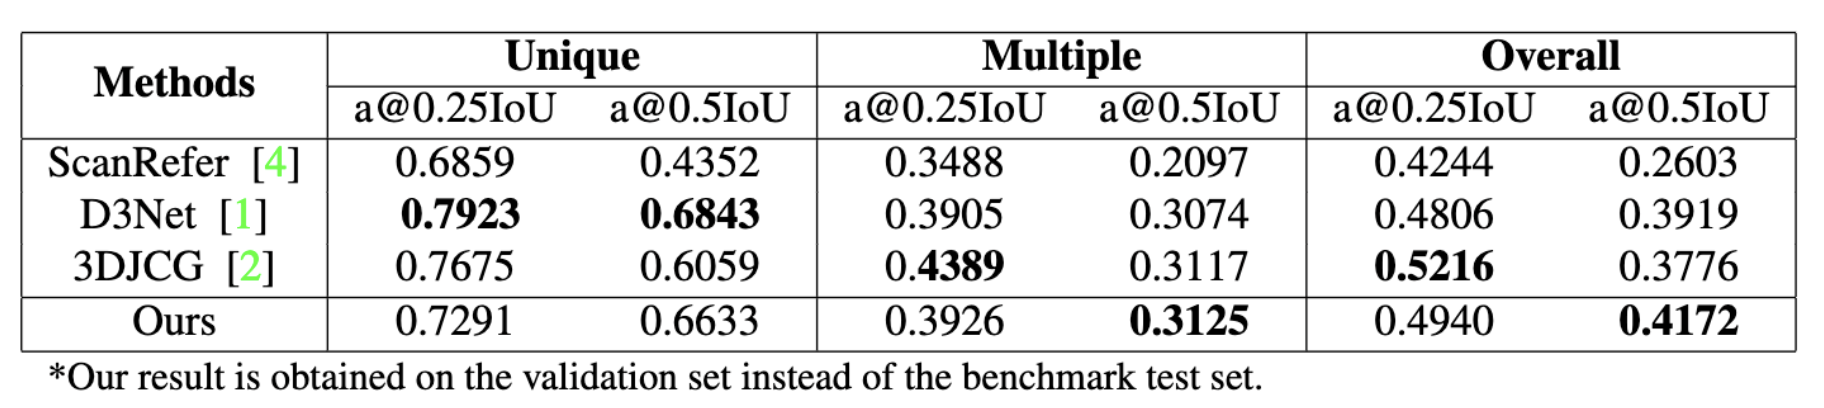 Methods Unique Multiple Overall
a@0.25IoU a@0.5IoU a@0.25IoU a@0.5IoU a@0.25IoU a@0.5IoU
ScanRefer [4] 0.6859 0.4352 0.3488 0.2097 0.4244 0.2603
D3Net [1] 0.7923 0.6843 0.3905 0.3074 0.4806 0.3919
3DJCG [2] 0.7675 0.6059 0.4389 0.3117 0.5216 0.3776
Ours 0.7291 0.6633 0.3926 0.3125 0.4940 0.4172
*Our result is obtained on the validation set instead of the benchmark test set.